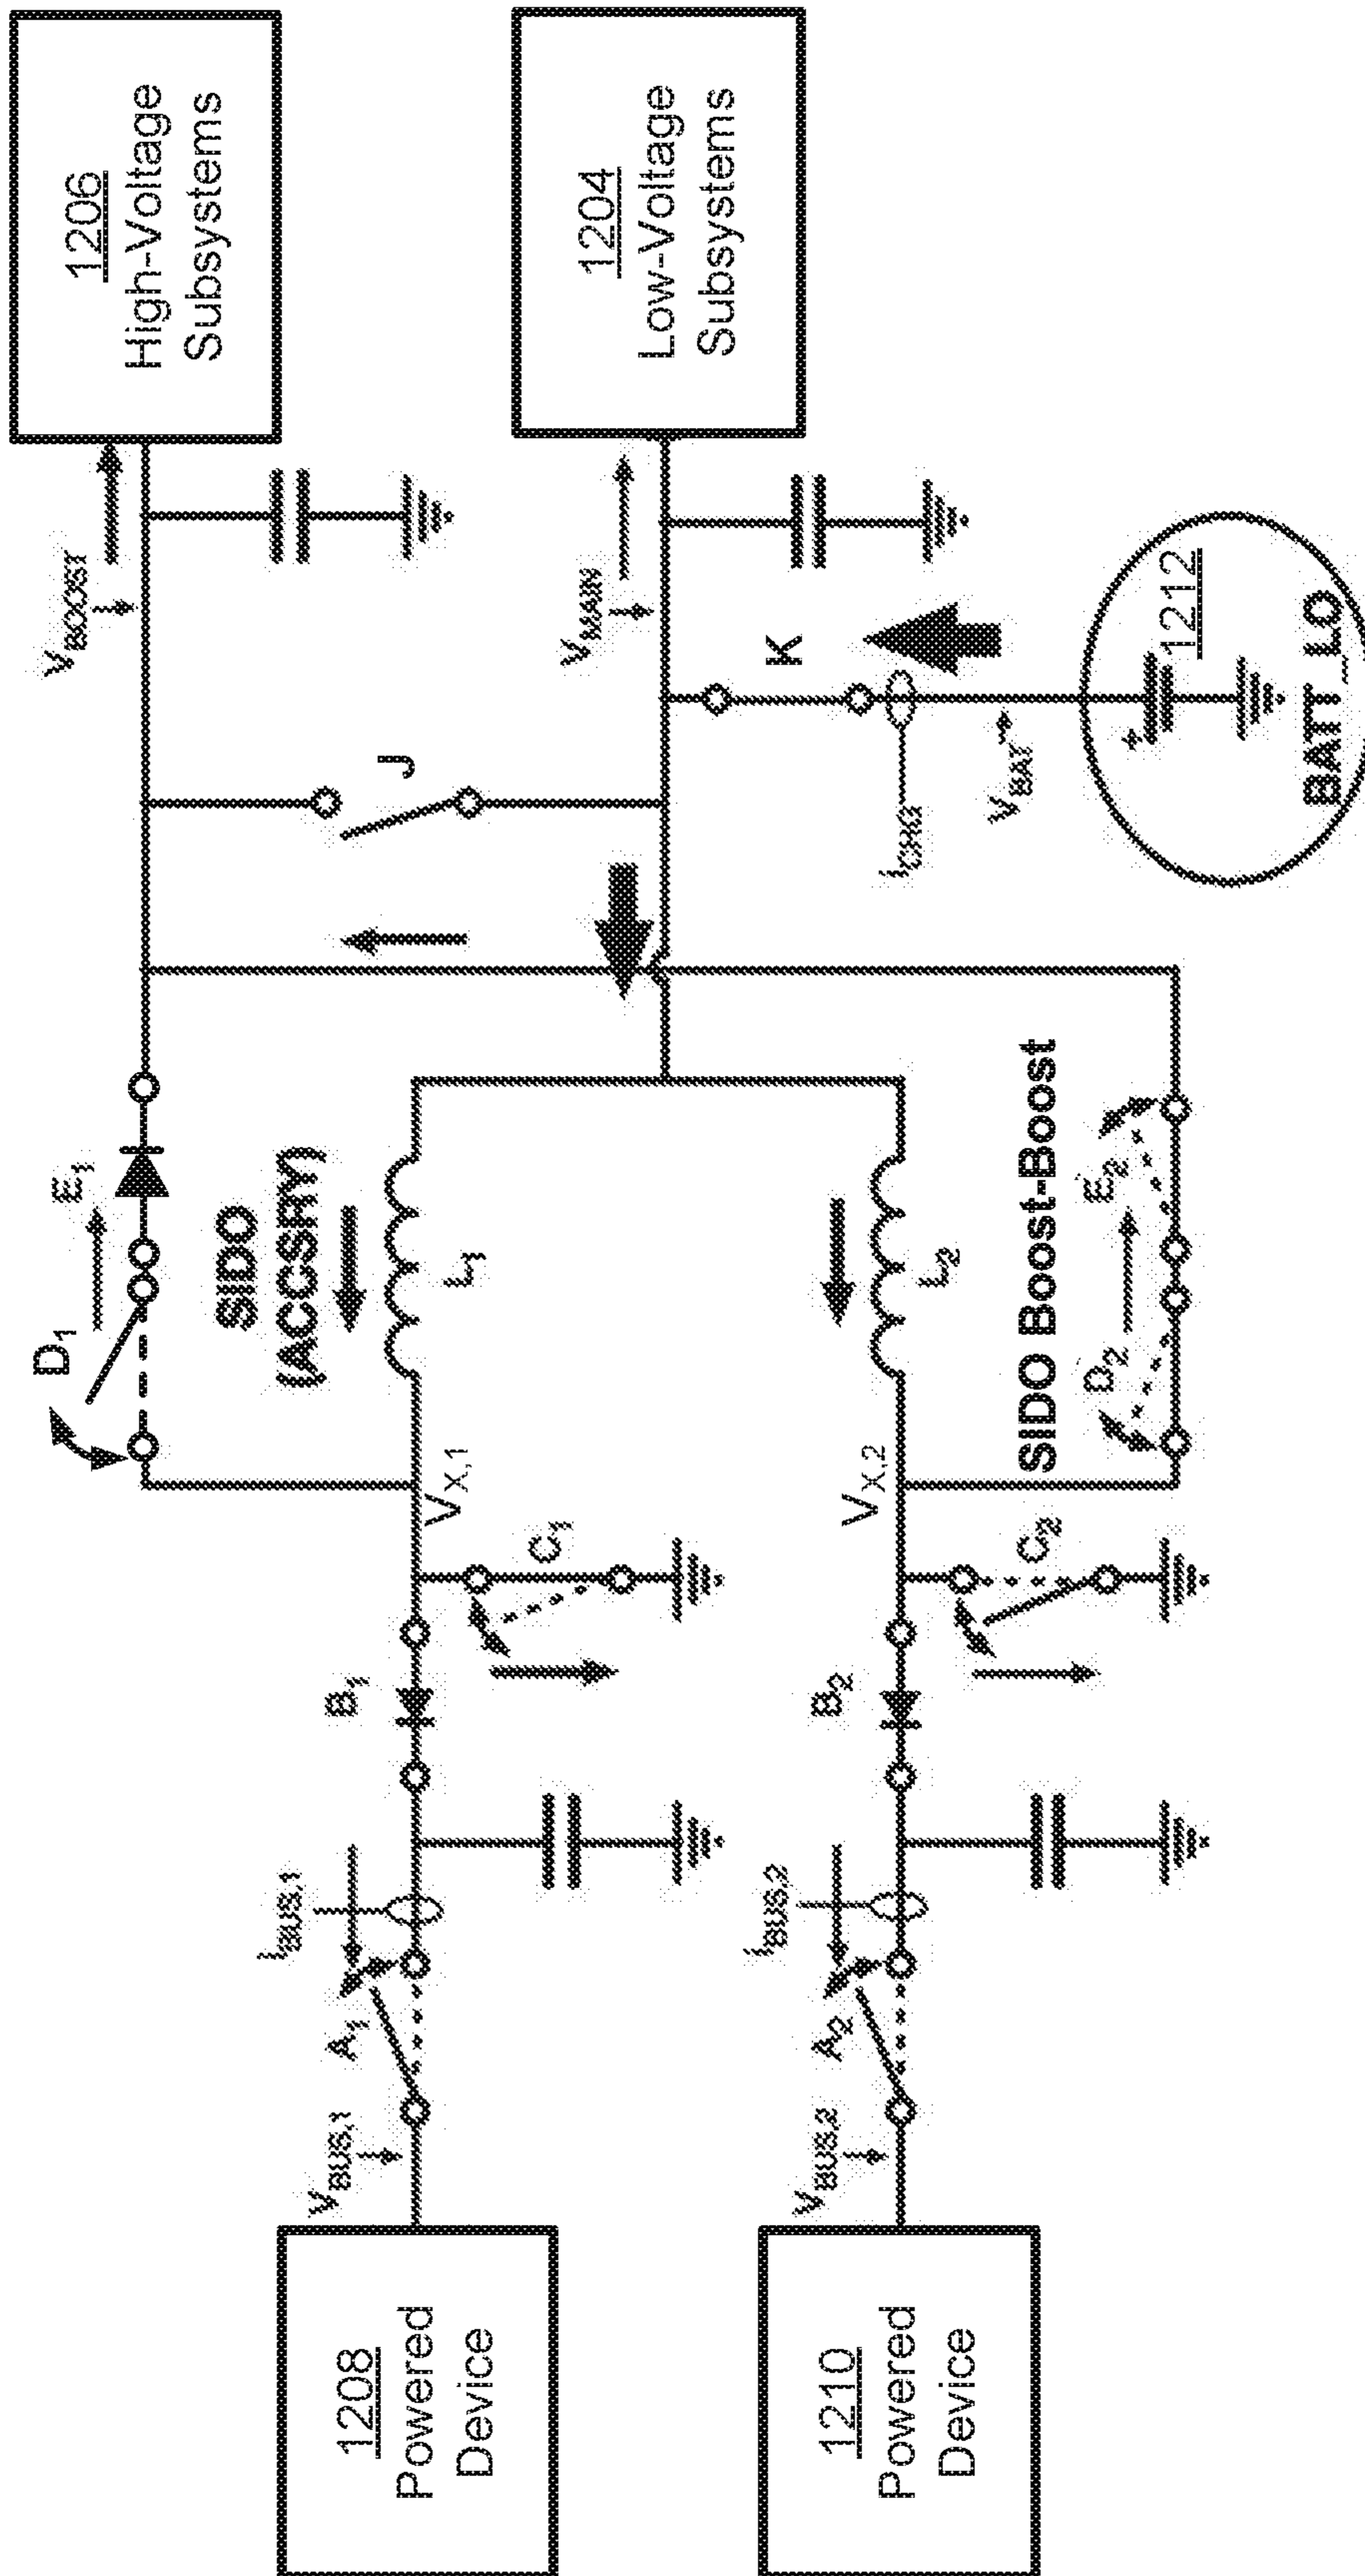 1208
Powered
Device
V_BUS,1
A_1
i_BUS,1
B_1
V_X,1
C_1
D_1
E_1
SIDO
(ACCSRY)
L_1
V_BOOST
1206
High-Voltage
Subsystems
J
V_MAIN
1204
Low-Voltage
Subsystems
K
i_CHG
V_BAT
+
1212
BATT_LO
1210
Powered
Device
V_BUS,2
A_2
i_BUS,2
B_2
V_X,2
C_2
L_2
SIDO Boost-Boost
D_2
E_2